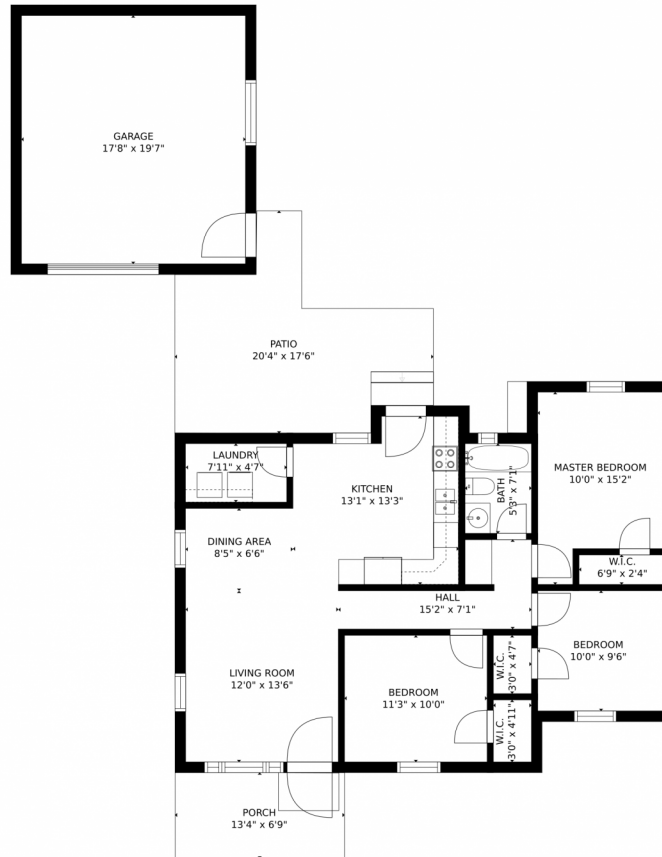 GARAGE
17'8" x 19'7"
PATIO
20'4" x 17'6"
LAUNDRY
7'11" x 4'7"
KITCHEN
13'1" x 13'3"
BATH
5'3" x 7'1"
MASTER BEDROOM
10'0" x 15'2"
DINING AREA
8'5" x 6'6"
W.I.C.
6'9" x 2'4"
HALL
15'2" x 7'1"
BEDROOM
10'0" x 9'6"
LIVING ROOM
12'0" x 13'6"
W.I.C.
3'0" x 4'7"
BEDROOM
11'3" x 10'0"
W.I.C.
3'0" x 4'11"
PORCH
13'4" x 6'9"